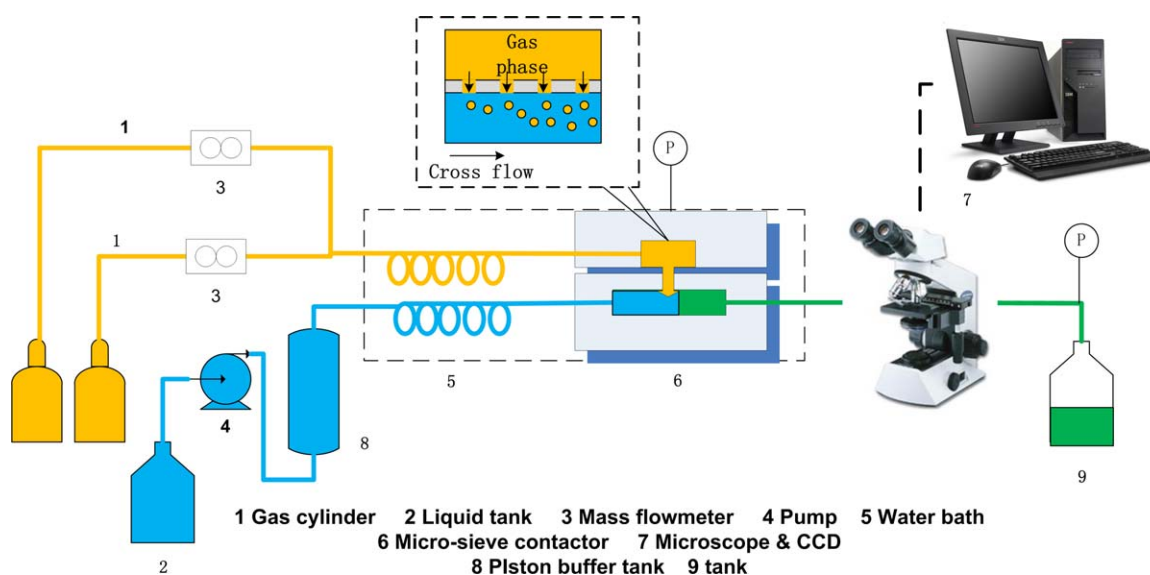 Gas
phase
Cross flow
P
1
3
1
3
7
P
5
6
4
8
2
9
1 Gas cylinder 2 Liquid tank 3 Mass flowmeter 4 Pump 5 Water bath
6 Micro-sieve contactor 7 Microscope & CCD
8 PIston buffer tank 9 tank